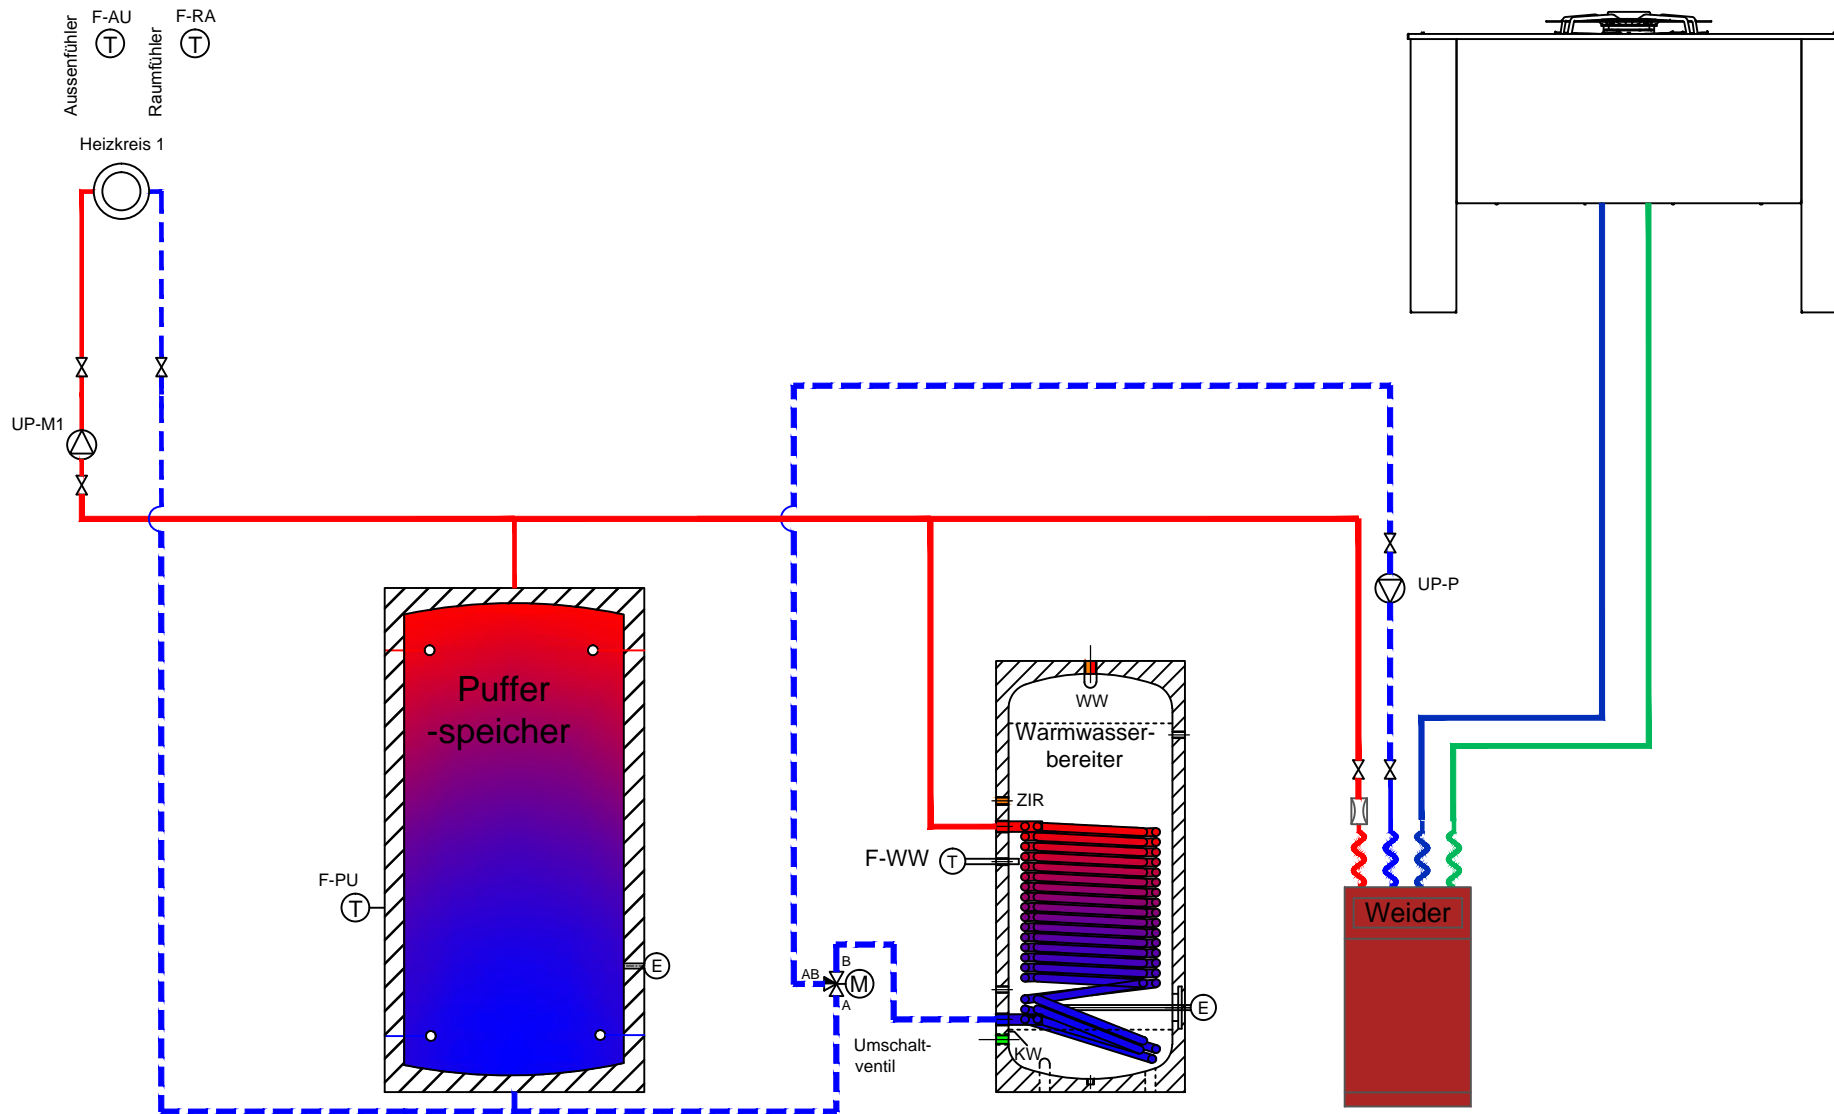 F-AU
F-RA
Aussenfühler
T
Raumfühler
T
Heizkreis 1
UP-M1
UP-P
Puffer
-speicher
WW
Warmwasser-
bereiter
ZIR
F-WW
T
F-PU
T
Weider
E
B
AB
M
A
E
Umschalt-
ventil
KW